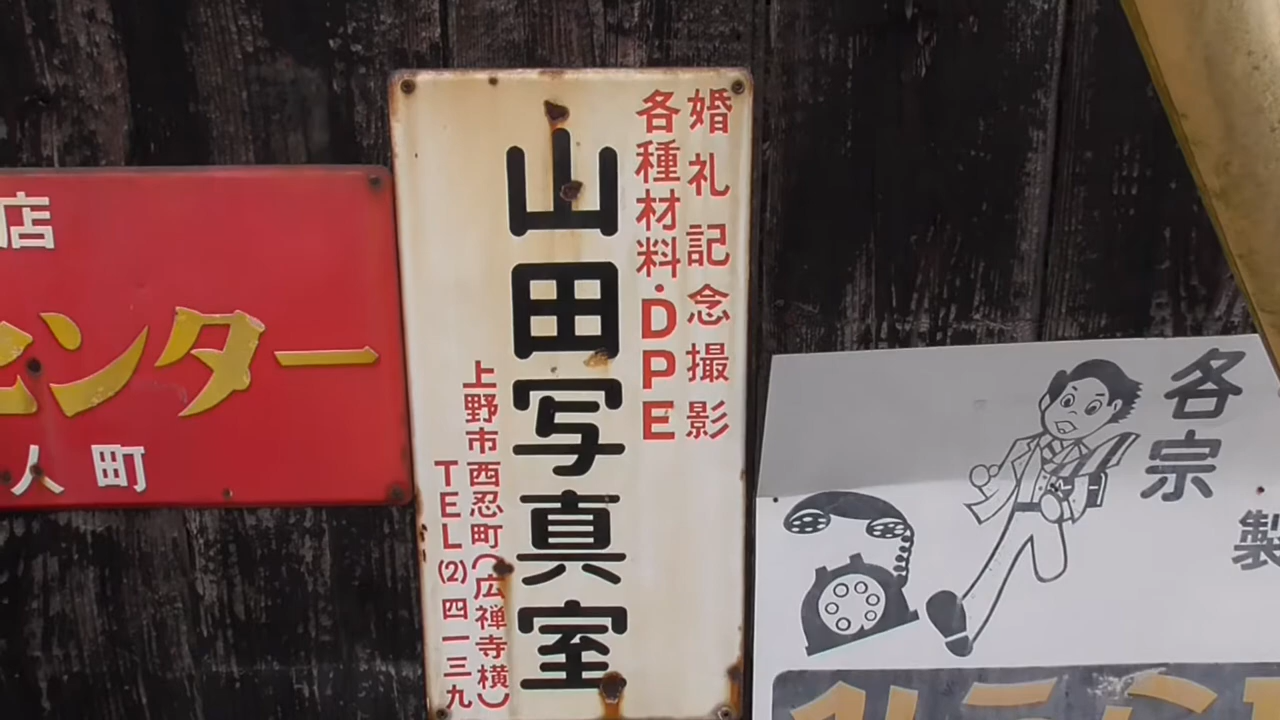 店
センター
人町
婚礼記念撮影
各種材料・DPE
山田写真室
上野市西忍町(広禅寺横)
TEL(2)四一三九
各宗
製